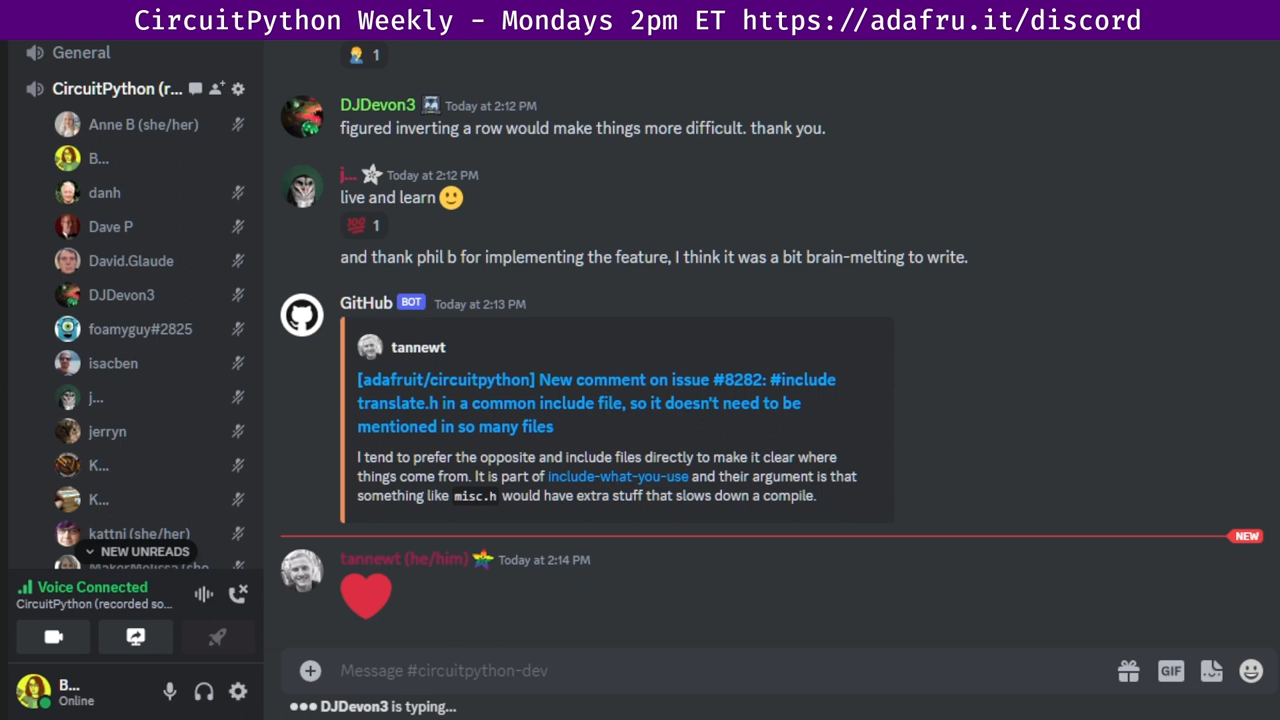 CircuitPython Weekly - Mondays 2pm ET https://adafru.it/discord
General
CircuitPython (r...
Anne B (she/her)
B...
danh
Dave P
David.Glaude
DJDevon3
foamyguy#2825
isacben
j...
jerryn
K...
K...
kattni (she/her)
NEW UNREADS
MakerMelissa (she
Voice Connected
CircuitPython (recorded so...
B...
Online
1
DJDevon3 Today at 2:12 PM
figured inverting a row would make things more difficult. thank you.
j... Today at 2:12 PM
live and learn
100 1
and thank phil b for implementing the feature, I think it was a bit brain-melting to write.
GitHub BOT Today at 2:13 PM
tannewt
[adafruit/circuitpython] New comment on issue #8282: #include
translate.h in a common include file, so it doesn't need to be
mentioned in so many files
I tend to prefer the opposite and include files directly to make it clear where
things come from. It is part of include-what-you-use and their argument is that
something like misc.h would have extra stuff that slows down a compile.
NEW
tannewt (he/him) Today at 2:14 PM
Message #circuitpython-dev
GIF
DJDevon3 is typing...